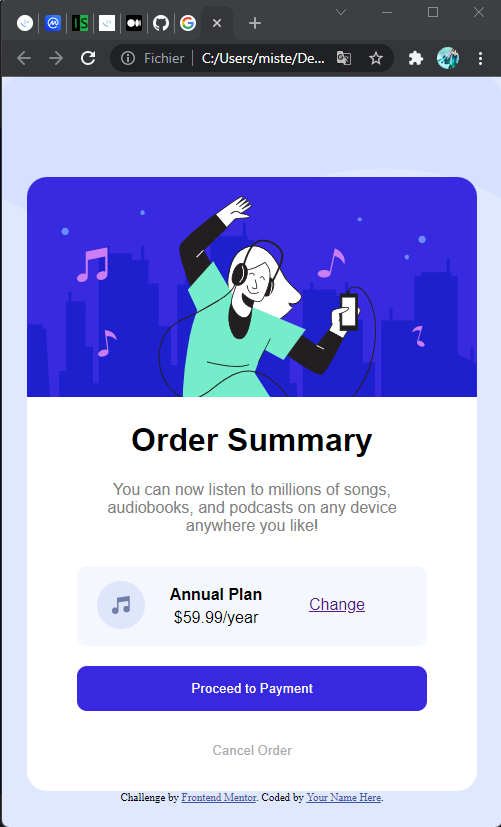 Fichier
C:/Users/miste/De...
Order Summary
You can now listen to millions of songs,
audiobooks, and podcasts on any device
anywhere you like!
Annual Plan
$59.99/year
Change
Proceed to Payment
Cancel Order
Challenge by Frontend Mentor. Coded by Your Name Here.